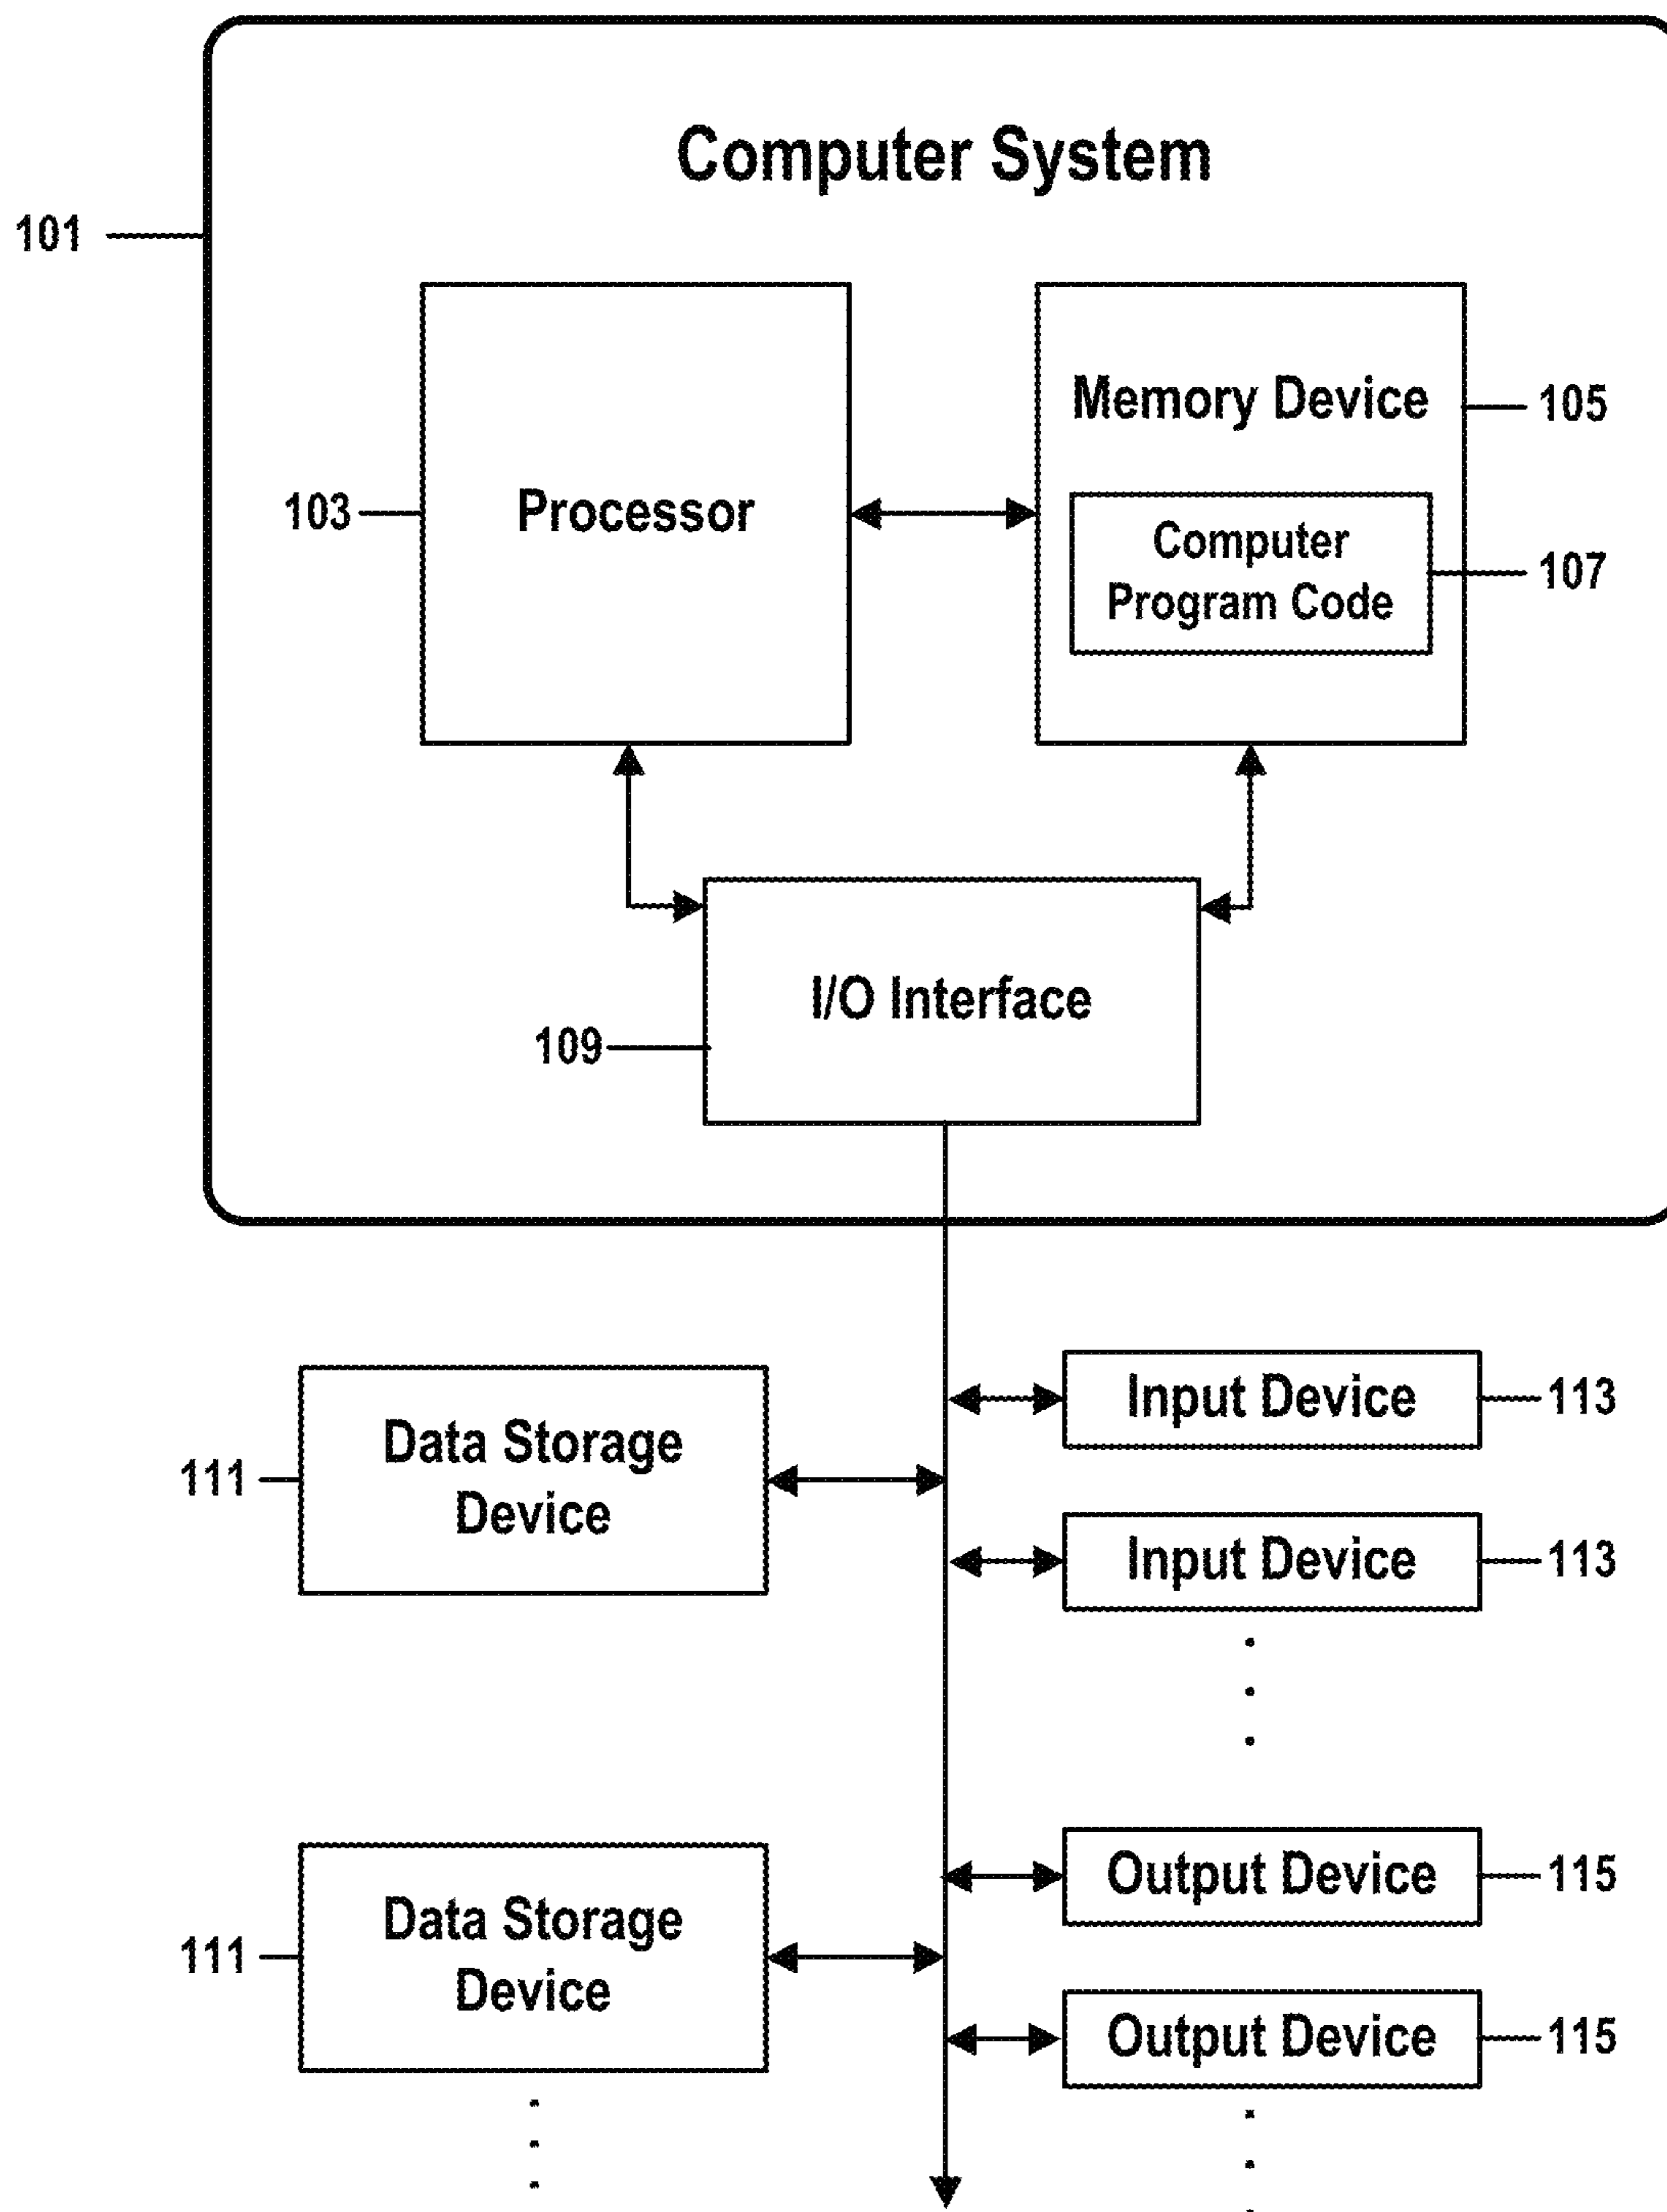 Computer System
101
Processor
103
Memory Device
105
Computer
Program Code
107
I/O Interface
109
Data Storage
Device
111
Input Device
113
Input Device
113
Data Storage
Device
111
Output Device
115
Output Device
115